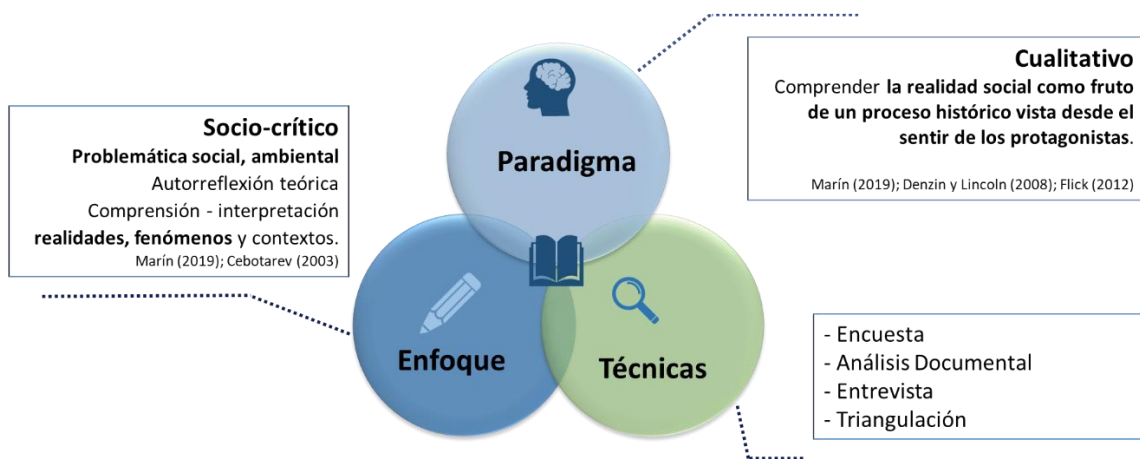 Paradigma
Cualitativo
Comprender la realidad social como fruto
de un proceso histórico vista desde el
sentir de los protagonistas.
Marín (2019); Denzin y Lincoln (2008); Flick (2012)
Socio-crítico
Problemática social, ambiental
Autorreflexión teórica
Comprensión - interpretación
realidades, fenómenos y contextos.
Marín (2019); Cebotarev (2003)
Enfoque
Técnicas
- Encuesta
- Análisis Documental
- Entrevista
- Triangulación